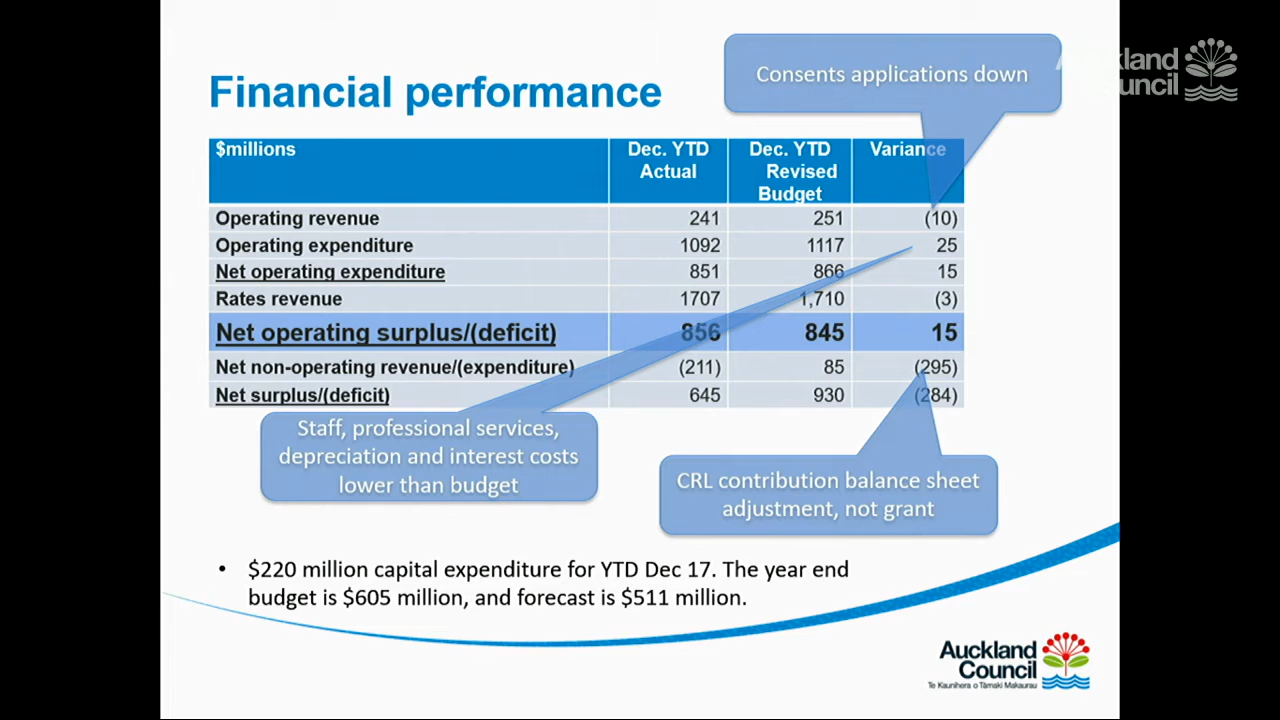 Consents applications down
Auckland
Council
Financial performance
$millions Dec. YTD Actual Dec. YTD Revised Budget Variance
Operating revenue 241 251 (10)
Operating expenditure 1092 1117 25
Net operating expenditure 851 866 15
Rates revenue 1707 1,710 (3)
Net operating surplus/(deficit) 856 845 15
Net non-operating revenue/(expenditure) (211) 85 (295)
Net surplus/(deficit) 645 930 (284)
Staff, professional services,
depreciation and interest costs
lower than budget
CRL contribution balance sheet
adjustment, not grant
• $220 million capital expenditure for YTD Dec 17. The year end
budget is $605 million, and forecast is $511 million.
Auckland
Council
Te Kaunihera o Tāmaki Makaurau